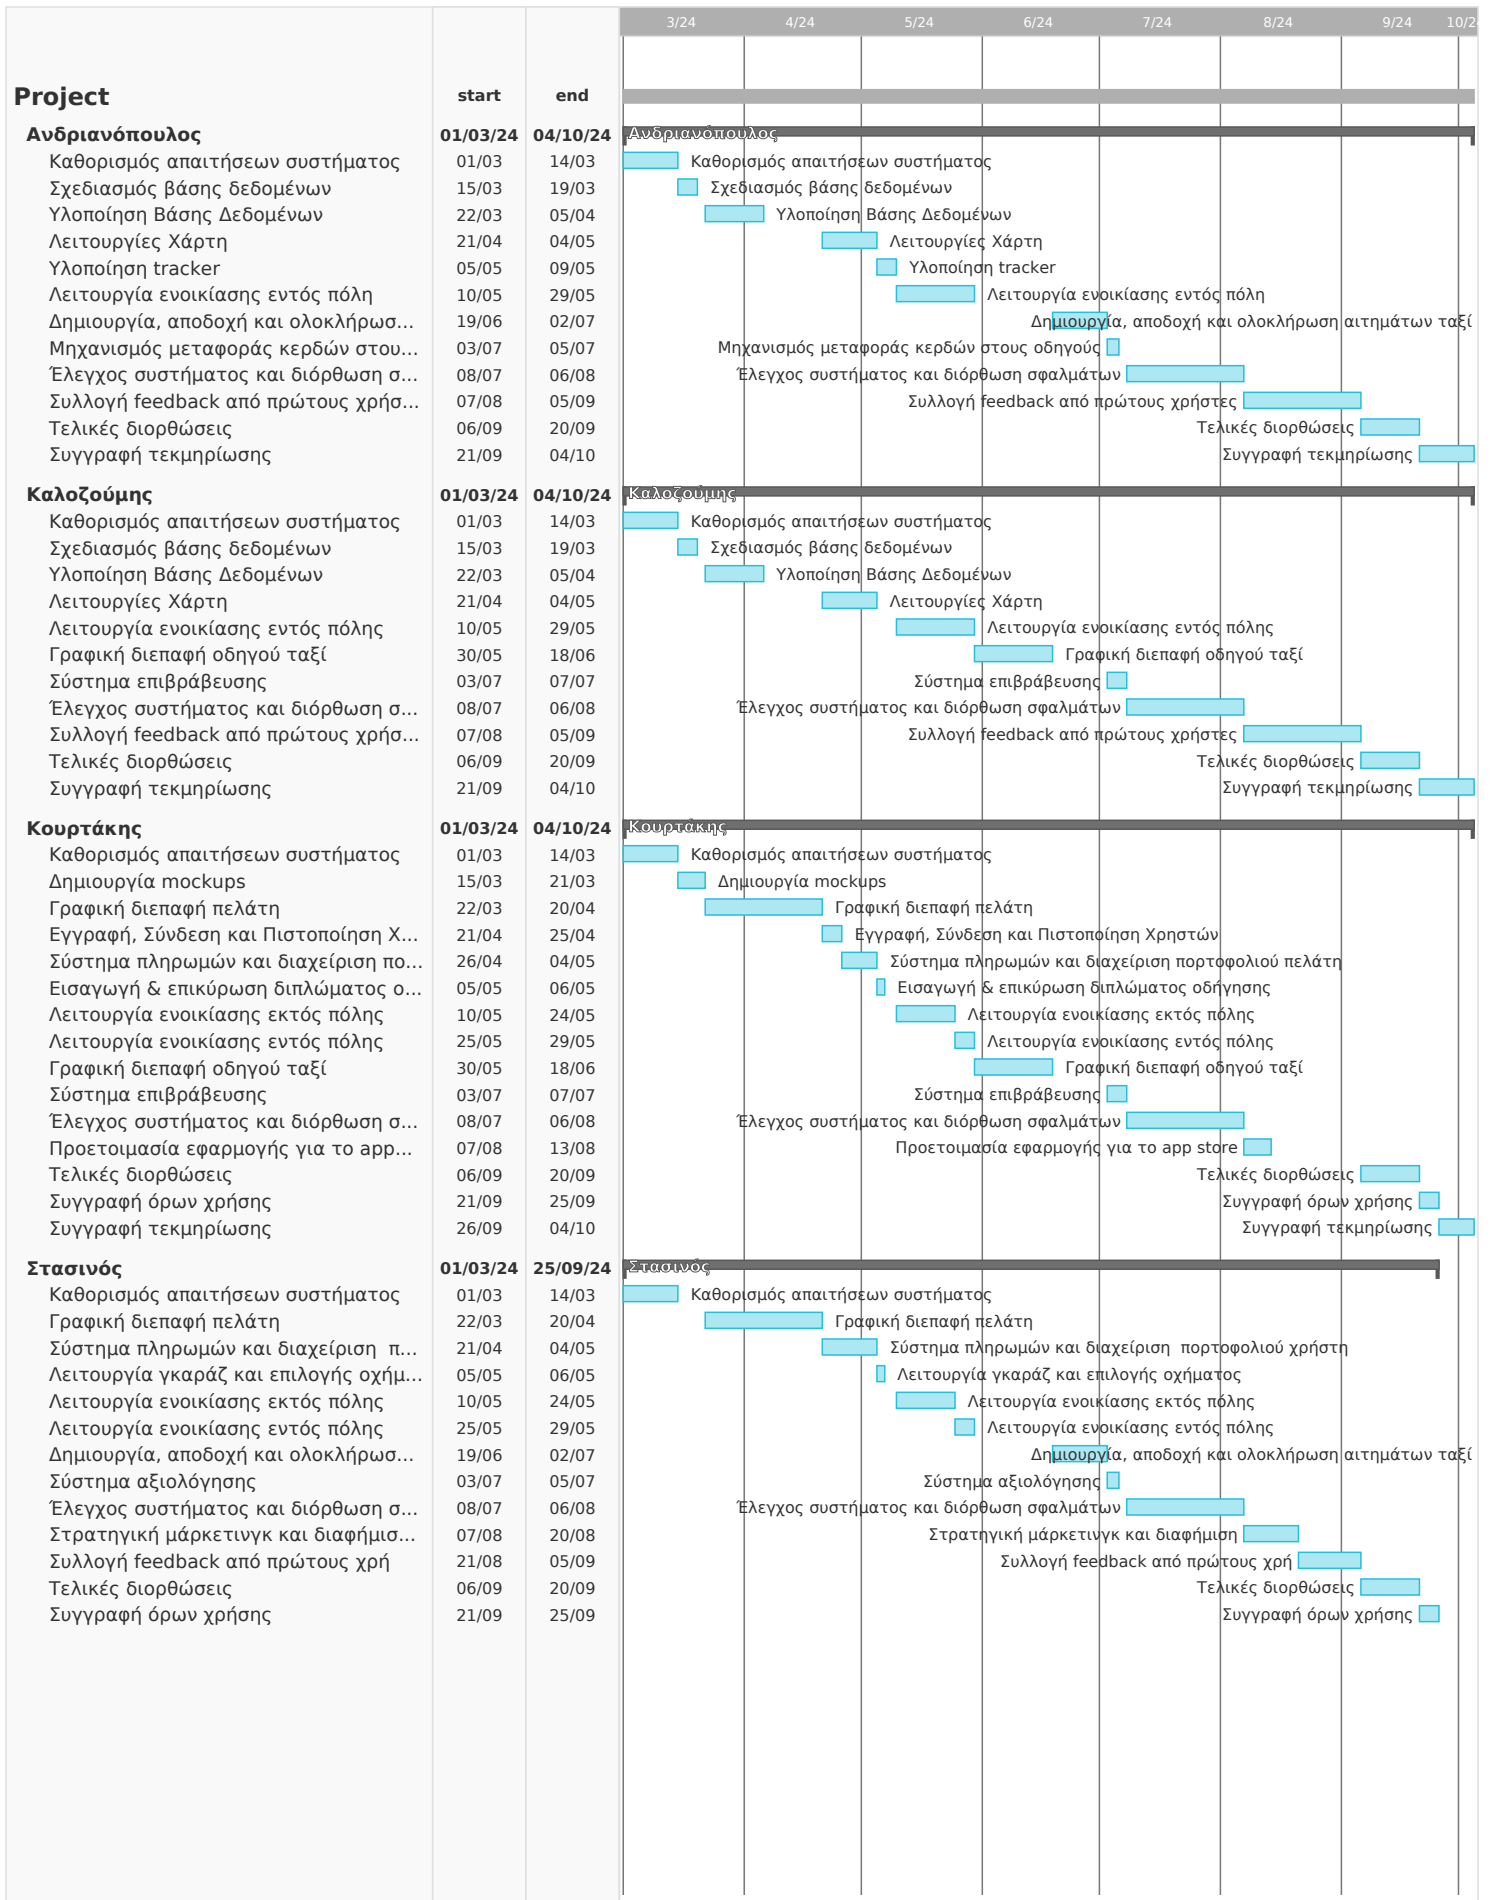 3/24 4/24 5/24 6/24 7/24 8/24 9/24 10/24
Project start end
Ανδριανόπουλος 01/03/24 04/10/24 Ανδριανόπουλος
Καθορισμός απαιτήσεων συστήματος 01/03 14/03 Καθορισμός απαιτήσεων συστήματος
Σχεδιασμός βάσης δεδομένων 15/03 19/03 Σχεδιασμός βάσης δεδομένων
Υλοποίηση Βάσης Δεδομένων 22/03 05/04 Υλοποίηση Βάσης Δεδομένων
Λειτουργίες Χάρτη 21/04 04/05 Λειτουργίες Χάρτη
Υλοποίηση tracker 05/05 09/05 Υλοποίηση tracker
Λειτουργία ενοικίασης εντός πόλη 10/05 29/05 Λειτουργία ενοικίασης εντός πόλη
Δημιουργία, αποδοχή και ολοκλήρωσ... 19/06 02/07 Δημιουργία, αποδοχή και ολοκλήρωση αιτημάτων ταξί
Μηχανισμός μεταφοράς κερδών στου... 03/07 05/07 Μηχανισμός μεταφοράς κερδών στους οδηγούς
Έλεγχος συστήματος και διόρθωση σ... 08/07 06/08 Έλεγχος συστήματος και διόρθωση σφαλμάτων
Συλλογή feedback από πρώτους χρήσ... 07/08 05/09 Συλλογή feedback από πρώτους χρήστες
Τελικές διορθώσεις 06/09 20/09 Τελικές διορθώσεις
Συγγραφή τεκμηρίωσης 21/09 04/10 Συγγραφή τεκμηρίωσης
Καλοζούμης 01/03/24 04/10/24 Καλοζούμης
Καθορισμός απαιτήσεων συστήματος 01/03 14/03 Καθορισμός απαιτήσεων συστήματος
Σχεδιασμός βάσης δεδομένων 15/03 19/03 Σχεδιασμός βάσης δεδομένων
Υλοποίηση Βάσης Δεδομένων 22/03 05/04 Υλοποίηση Βάσης Δεδομένων
Λειτουργίες Χάρτη 21/04 04/05 Λειτουργίες Χάρτη
Λειτουργία ενοικίασης εντός πόλης 10/05 29/05 Λειτουργία ενοικίασης εντός πόλης
Γραφική διεπαφή οδηγού ταξί 30/05 18/06 Γραφική διεπαφή οδηγού ταξί
Σύστημα επιβράβευσης 03/07 07/07 Σύστημα επιβράβευσης
Έλεγχος συστήματος και διόρθωση σ... 08/07 06/08 Έλεγχος συστήματος και διόρθωση σφαλμάτων
Συλλογή feedback από πρώτους χρήσ... 07/08 05/09 Συλλογή feedback από πρώτους χρήστες
Τελικές διορθώσεις 06/09 20/09 Τελικές διορθώσεις
Συγγραφή τεκμηρίωσης 21/09 04/10 Συγγραφή τεκμηρίωσης
Κουρτάκης 01/03/24 04/10/24 Κουρτάκης
Καθορισμός απαιτήσεων συστήματος 01/03 14/03 Καθορισμός απαιτήσεων συστήματος
Δημιουργία mockups 15/03 21/03 Δημιουργία mockups
Γραφική διεπαφή πελάτη 22/03 20/04 Γραφική διεπαφή πελάτη
Εγγραφή, Σύνδεση και Πιστοποίηση Χ... 21/04 25/04 Εγγραφή, Σύνδεση και Πιστοποίηση Χρηστών
Σύστημα πληρωμών και διαχείριση πο... 26/04 04/05 Σύστημα πληρωμών και διαχείριση πορτοφολιού πελάτη
Εισαγωγή & επικύρωση διπλώματος ο... 05/05 06/05 Εισαγωγή & επικύρωση διπλώματος οδήγησης
Λειτουργία ενοικίασης εκτός πόλης 10/05 24/05 Λειτουργία ενοικίασης εκτός πόλης
Λειτουργία ενοικίασης εντός πόλης 25/05 29/05 Λειτουργία ενοικίασης εντός πόλης
Γραφική διεπαφή οδηγού ταξί 30/05 18/06 Γραφική διεπαφή οδηγού ταξί
Σύστημα επιβράβευσης 03/07 07/07 Σύστημα επιβράβευσης
Έλεγχος συστήματος και διόρθωση σ... 08/07 06/08 Έλεγχος συστήματος και διόρθωση σφαλμάτων
Προετοιμασία εφαρμογής για το app... 07/08 13/08 Προετοιμασία εφαρμογής για το app store
Τελικές διορθώσεις 06/09 20/09 Τελικές διορθώσεις
Συγγραφή όρων χρήσης 21/09 25/09 Συγγραφή όρων χρήσης
Συγγραφή τεκμηρίωσης 26/09 04/10 Συγγραφή τεκμηρίωσης
Στασινός 01/03/24 25/09/24 Στασινός
Καθορισμός απαιτήσεων συστήματος 01/03 14/03 Καθορισμός απαιτήσεων συστήματος
Γραφική διεπαφή πελάτη 22/03 20/04 Γραφική διεπαφή πελάτη
Σύστημα πληρωμών και διαχείριση π... 21/04 04/05 Σύστημα πληρωμών και διαχείριση πορτοφολιού χρήστη
Λειτουργία γκαράζ και επιλογής οχήμ... 05/05 06/05 Λειτουργία γκαράζ και επιλογής οχήματος
Λειτουργία ενοικίασης εκτός πόλης 10/05 24/05 Λειτουργία ενοικίασης εκτός πόλης
Λειτουργία ενοικίασης εντός πόλης 25/05 29/05 Λειτουργία ενοικίασης εντός πόλης
Δημιουργία, αποδοχή και ολοκλήρωσ... 19/06 02/07 Δημιουργία, αποδοχή και ολοκλήρωση αιτημάτων ταξί
Σύστημα αξιολόγησης 03/07 05/07 Σύστημα αξιολόγησης
Έλεγχος συστήματος και διόρθωση σ... 08/07 06/08 Έλεγχος συστήματος και διόρθωση σφαλμάτων
Στρατηγική μάρκετινγκ και διαφήμισ... 07/08 20/08 Στρατηγική μάρκετινγκ και διαφήμιση
Συλλογή feedback από πρώτους χρή 21/08 05/09 Συλλογή feedback από πρώτους χρή
Τελικές διορθώσεις 06/09 20/09 Τελικές διορθώσεις
Συγγραφή όρων χρήσης 21/09 25/09 Συγγραφή όρων χρήσης